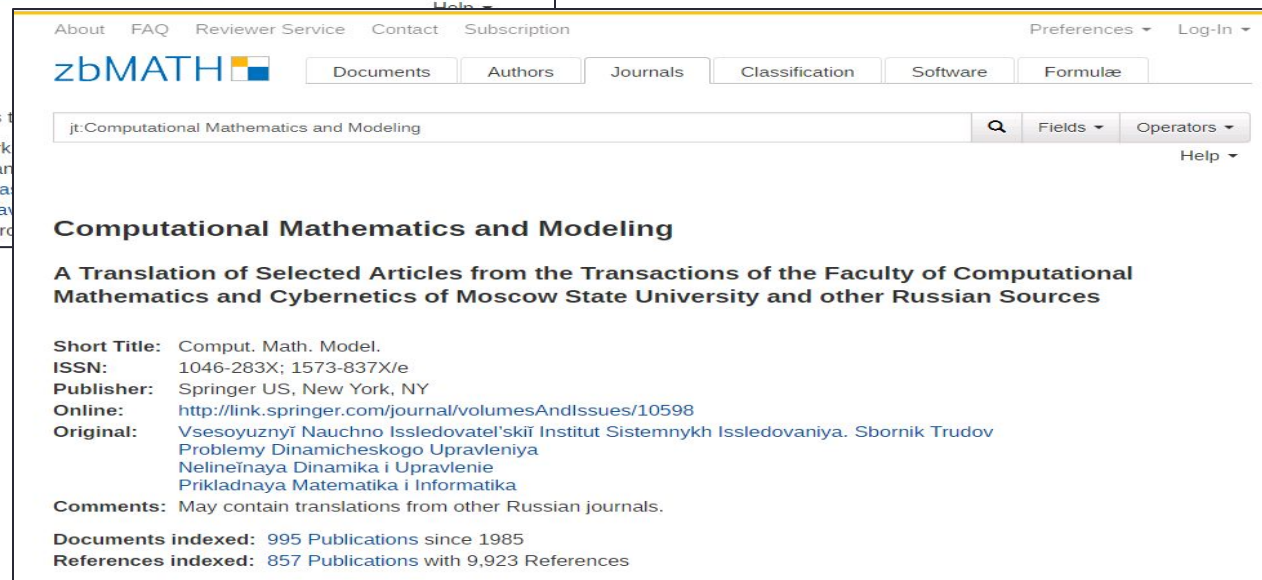 Help
About FAQ Reviewer Service Contact Subscription Preferences Log-In
zbMATH Documents Authors Journals Classification Software Formulæ
jt:Computational Mathematics and Modeling Fields Operators
Help
Computational Mathematics and Modeling
A Translation of Selected Articles from the Transactions of the Faculty of Computational
Mathematics and Cybernetics of Moscow State University and other Russian Sources
Short Title: Comput. Math. Model.
ISSN: 1046-283X; 1573-837X/e
Publisher: Springer US, New York, NY
Online: http://link.springer.com/journal/volumesAndIssues/10598
Original: Vsesoyuznyĭ Nauchno Issledovatel'skiĭ Institut Sistemnykh Issledovaniya. Sbornik Trudov
Problemy Dinamicheskogo Upravleniya
Nelineĭnaya Dinamika i Upravlenie
Prikladnaya Matematika i Informatika
Comments: May contain translations from other Russian journals.
Documents indexed: 995 Publications since 1985
References indexed: 857 Publications with 9,923 References